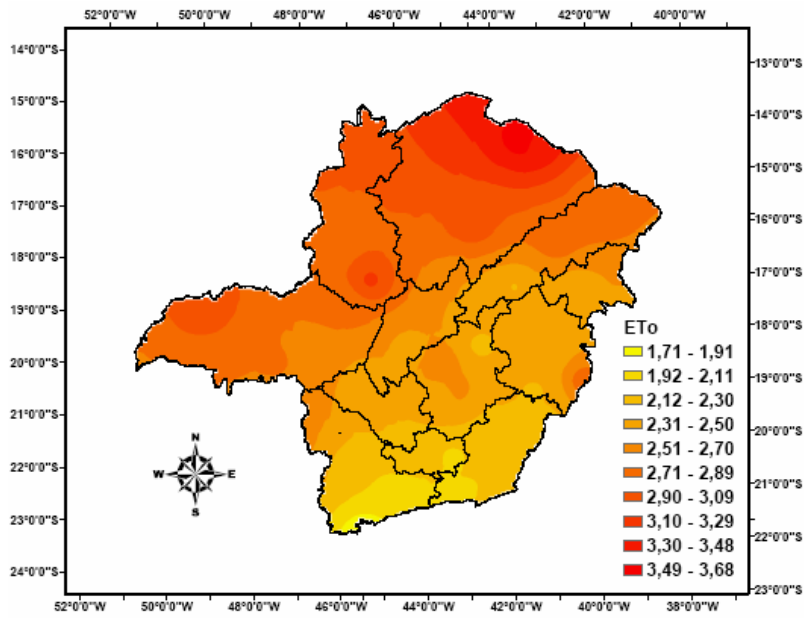 52°0'0"W 50°0'0"W 48°0'0"W 46°0'0"W 44°0'0"W 42°0'0"W 40°0'0"W
14°0'0"S
13°0'0"S
15°0'0"S
14°0'0"S
16°0'0"S
15°0'0"S
17°0'0"S
16°0'0"S
18°0'0"S
17°0'0"S
19°0'0"S
18°0'0"S
20°0'0"S
19°0'0"S
21°0'0"S
20°0'0"S
22°0'0"S
21°0'0"S
23°0'0"S
22°0'0"S
24°0'0"S
23°0'0"S
ETo
1,71 - 1,91
1,92 - 2,11
2,12 - 2,30
2,31 - 2,50
2,51 - 2,70
2,71 - 2,89
2,90 - 3,09
3,10 - 3,29
3,30 - 3,48
3,49 - 3,68
N
W E
S
52°0'0"W 50°0'0"W 48°0'0"W 46°0'0"W 44°0'0"W 42°0'0"W 40°0'0"W 38°0'0"W